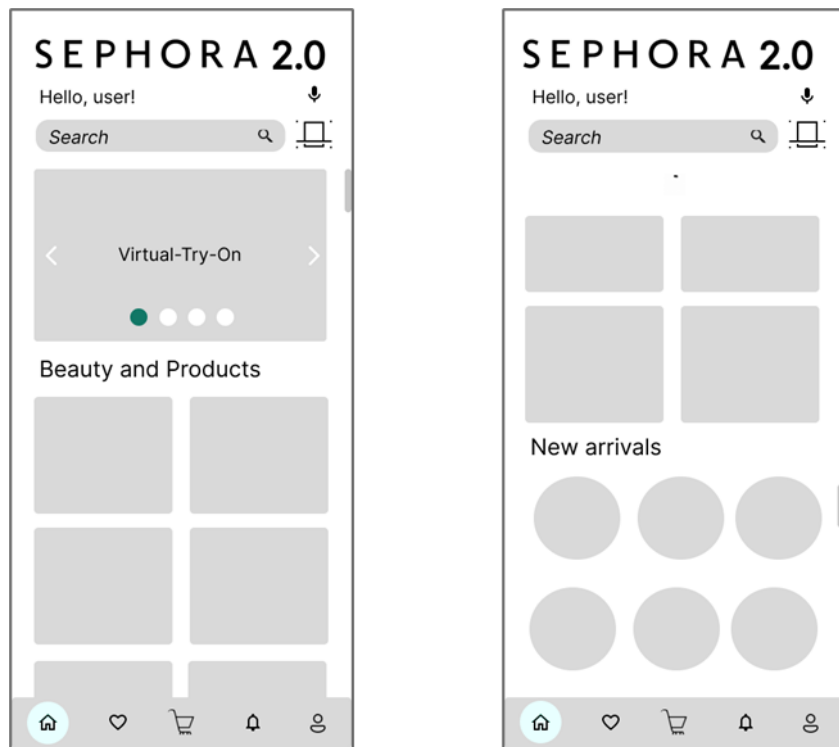 SEPHORA 2.0
Hello, user!
Search
Virtual-Try-On
Beauty and Products
SEPHORA 2.0
Hello, user!
Search
New arrivals